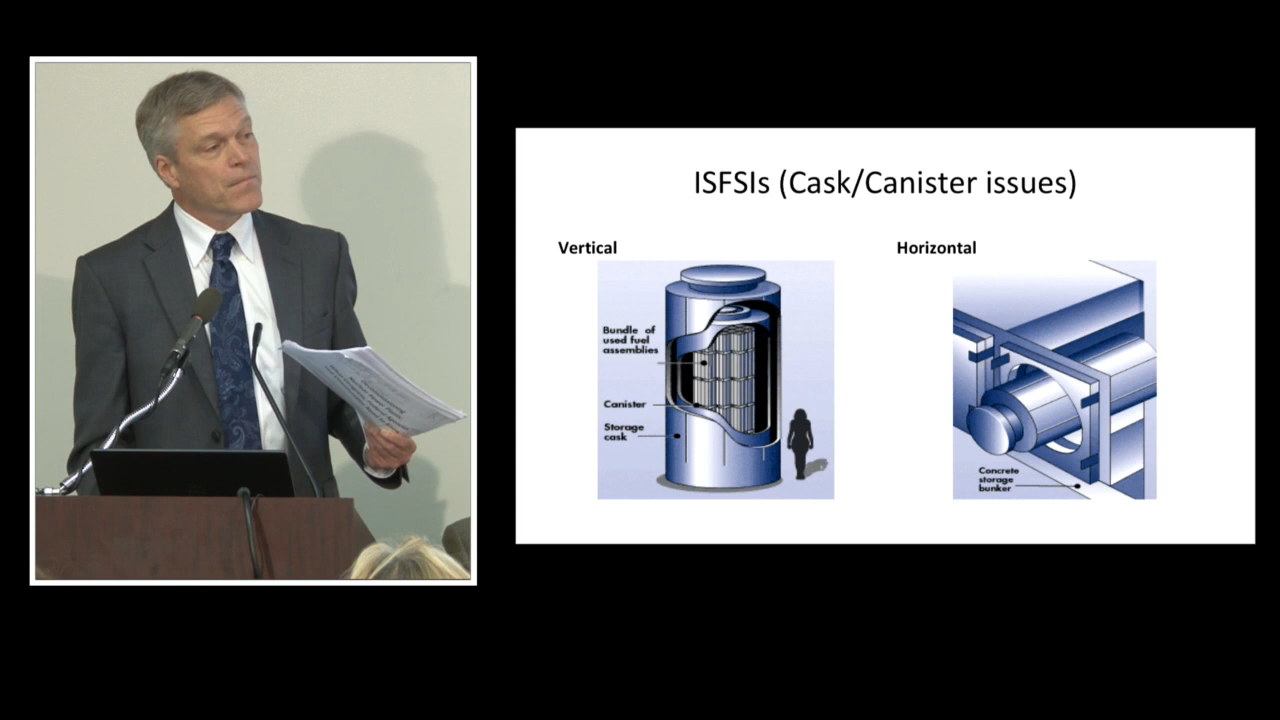 ISFSIs (Cask/Canister issues)
Vertical
Horizontal
Bundle of
used fuel
assemblies
Canister
Storage
cask
Concrete
storage
bunker